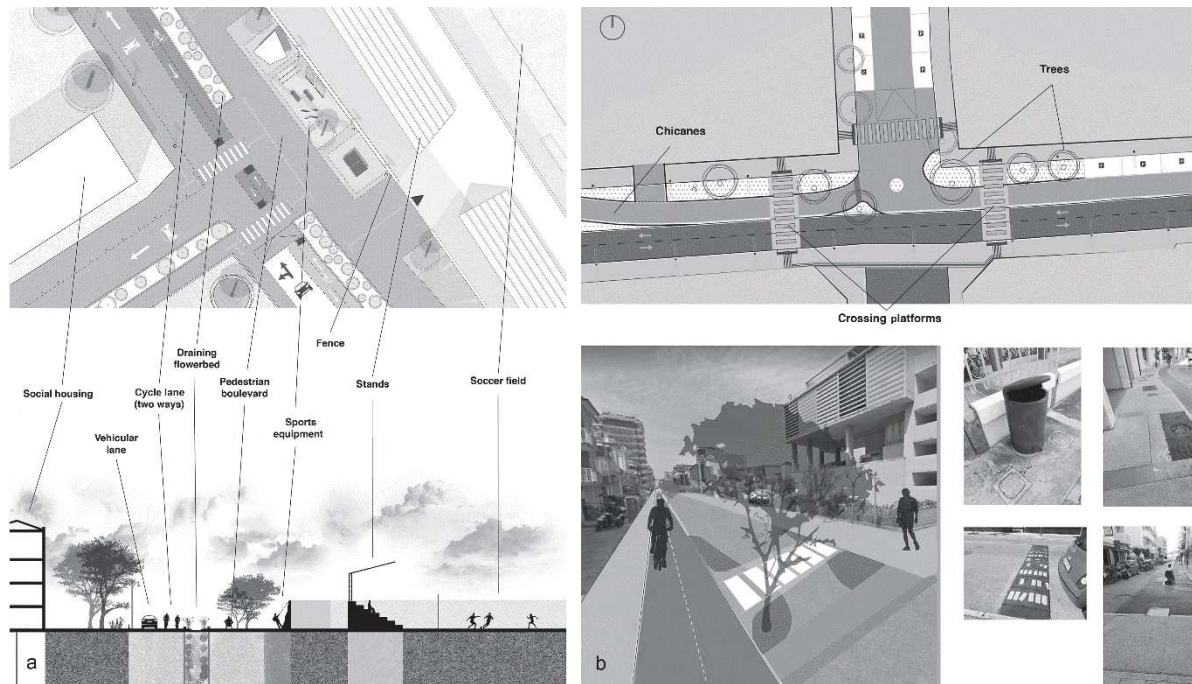 Trees
Chicanes
Crossing platforms
Social housing
Vehicular
lane
Cycle lane
(two ways)
Draining
flowerbed
Pedestrian
boulevard
Sports
equipment
Fence
Stands
Soccer field
a
b